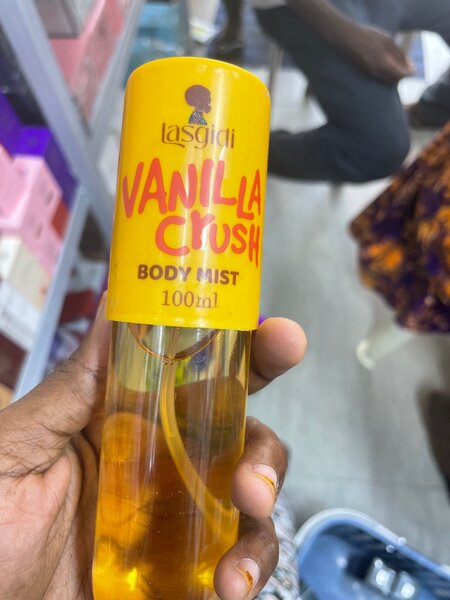 Lasgidi
VANILLA
CrUSH
BODY MIST
100ml